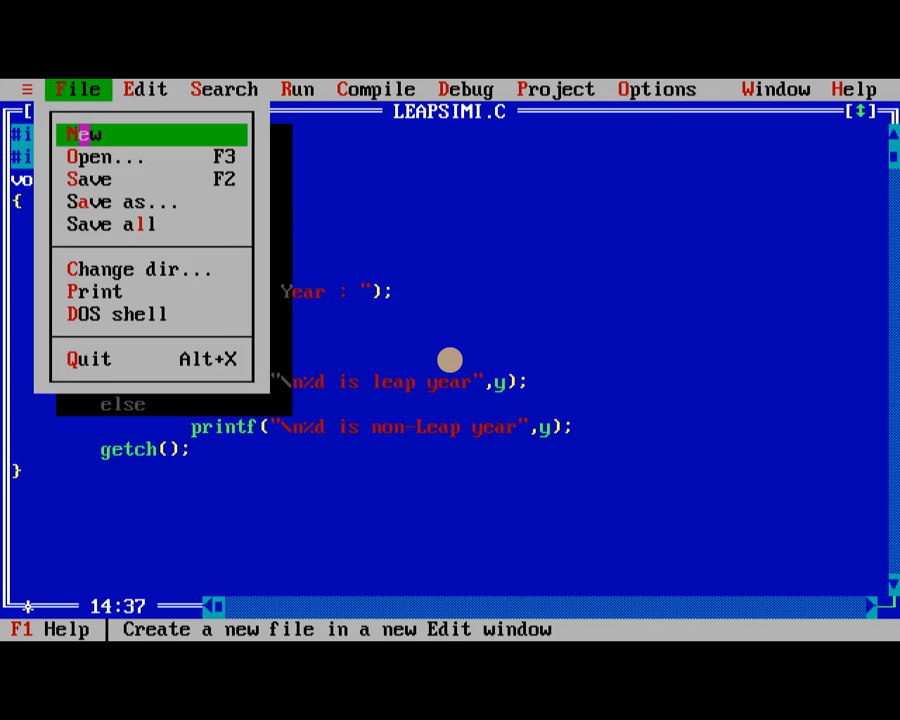 ≡ File Edit Search Run Compile Debug Project Options Window Help
[ LEAPSIMI.C [↕]
#i New
#i Open... F3
vo Save F2
{ Save as...
Save all
Change dir...
Print Year : ");
DOS shell
Quit Alt+X
"\n%d is leap year",y);
else
printf("\n%d is non-Leap year",y);
getch();
}
14:37
F1 Help Create a new file in a new Edit window